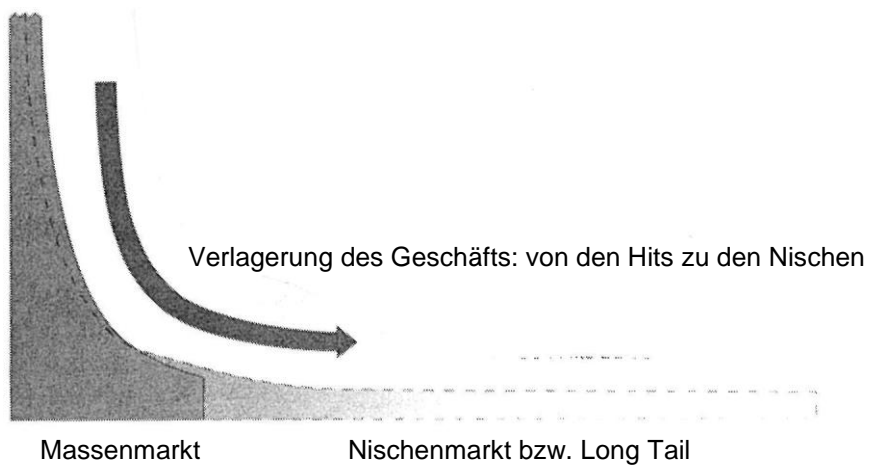 Verlagerung des Geschäfts: von den Hits zu den Nischen
Massenmarkt
Nischenmarkt bzw. Long Tail